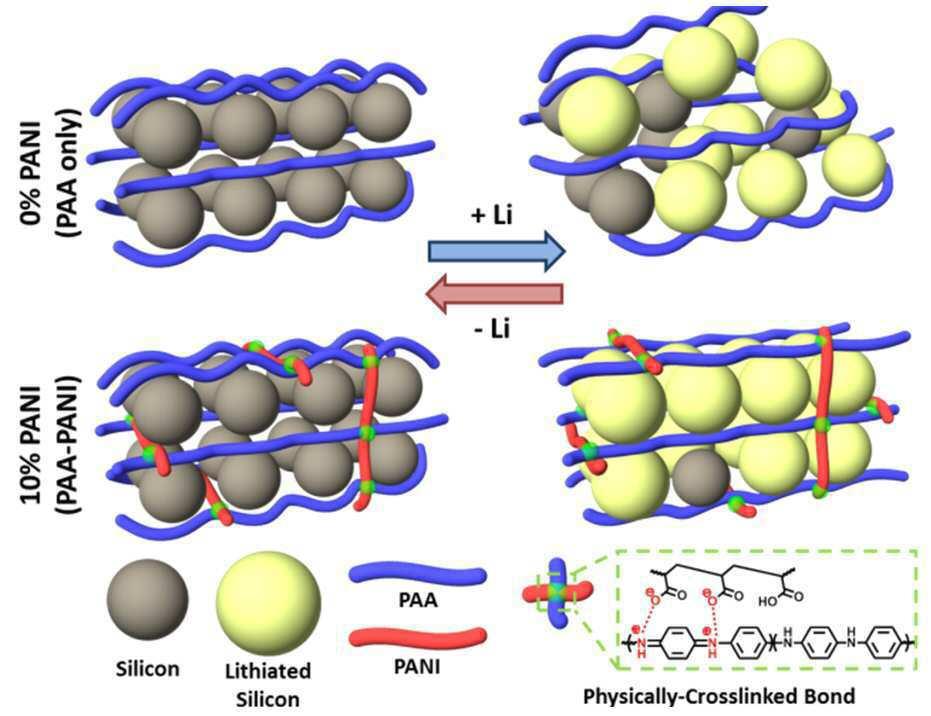 0% PANI
(PAA only)
+ Li
- Li
10% PANI
(PAA-PANI)
Silicon
Lithiated
Silicon
PAA
PANI
⊖
O
O
⊖
O
O
HO
O
⊕
N
H
⊕
N
H
H
N
N
H
Physically-Crosslinked Bond